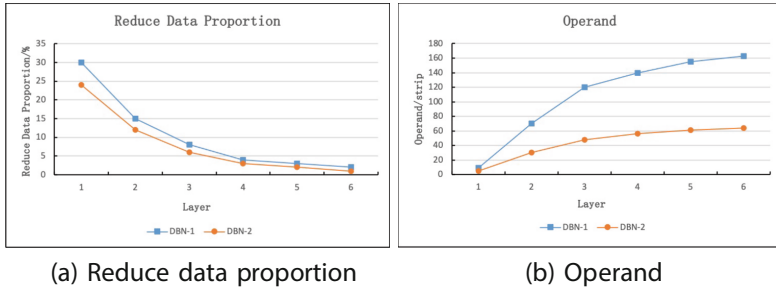 Reduce Data Proportion
Reduce Data Proportion/%
35
30
25
20
15
10
5
0
1 2 3 4 5 6
Layer
DBN-1 DBN-2
(a) Reduce data proportion
Operand
Operand/strip
180
160
140
120
100
80
60
40
20
0
1 2 3 4 5 6
Layer
DBN-1 DBN-2
(b) Operand